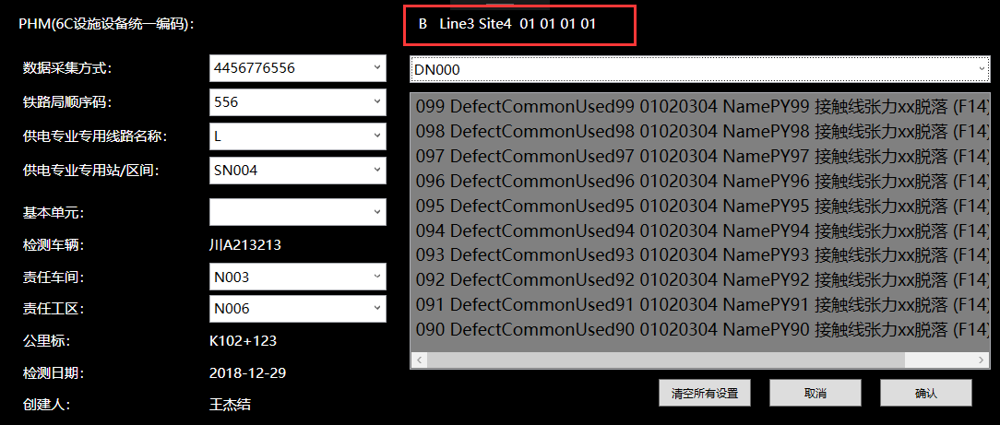 PHM(6C设施设备统一编码): B Line3 Site4 01 01 01 01
数据采集方式: 4456776556
铁路局顺序码: 556
供电专业专用线路名称: L
供电专业专用站/区间: SN004
基本单元:
检测车辆: 川A213213
责任车间: N003
责任工区: N006
公里标: K102+123
检测日期: 2018-12-29
创建人: 王杰结
DN000
099 DefectCommonUsed99 01020304 NamePY99 接触线张力xx脱落 (F14)
098 DefectCommonUsed98 01020304 NamePY98 接触线张力xx脱落 (F14)
097 DefectCommonUsed97 01020304 NamePY97 接触线张力xx脱落 (F14)
096 DefectCommonUsed96 01020304 NamePY96 接触线张力xx脱落 (F14)
095 DefectCommonUsed95 01020304 NamePY95 接触线张力xx脱落 (F14)
094 DefectCommonUsed94 01020304 NamePY94 接触线张力xx脱落 (F14)
093 DefectCommonUsed93 01020304 NamePY93 接触线张力xx脱落 (F14)
092 DefectCommonUsed92 01020304 NamePY92 接触线张力xx脱落 (F14)
091 DefectCommonUsed91 01020304 NamePY91 接触线张力xx脱落 (F14)
090 DefectCommonUsed90 01020304 NamePY90 接触线张力xx脱落 (F14)
清空所有设置 取消 确认